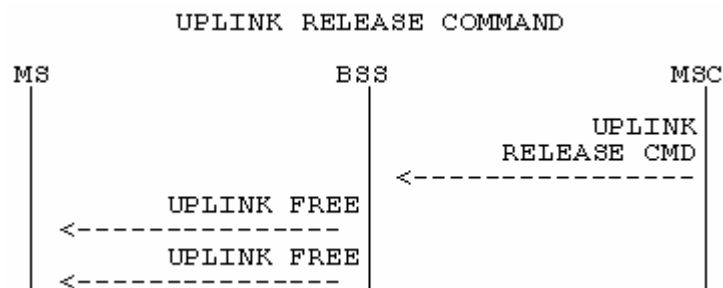 UPLINK RELEASE COMMAND
MS BSS MSC
UPLINK
RELEASE CMD
<----------------
UPLINK FREE
<--------------
UPLINK FREE
<--------------